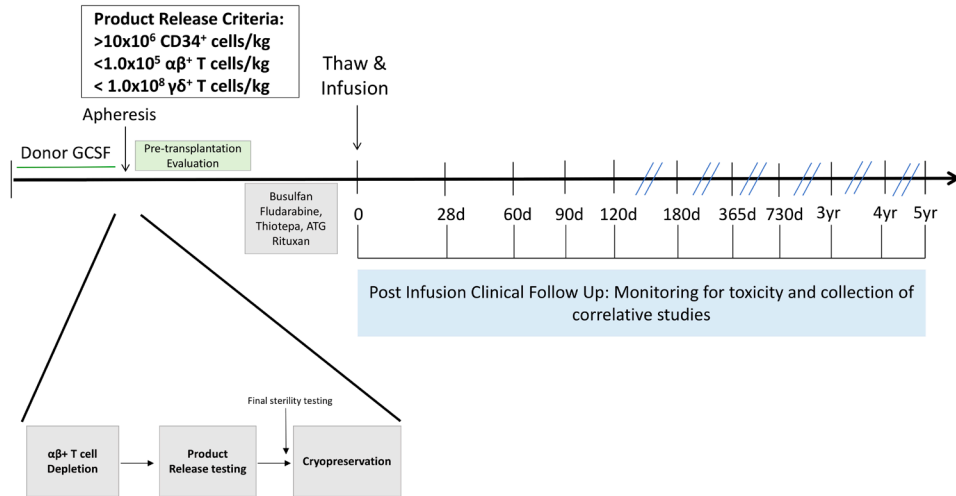 Product Release Criteria:
>10x10⁶ CD34⁺ cells/kg
<1.0x10⁵ αβ⁺ T cells/kg
< 1.0x10⁸ γδ⁺ T cells/kg
Thaw &
Infusion
Apheresis
Donor GCSF
Pre-transplantation
Evaluation
Busulfan
Fludarabine,
Thiotepa, ATG
Rituxan
0 28d 60d 90d 120d 180d 365d 730d 3yr 4yr 5yr
Post Infusion Clinical Follow Up: Monitoring for toxicity and collection of
correlative studies
Final sterility testing
αβ+ T cell
Depletion
Product
Release testing
Cryopreservation